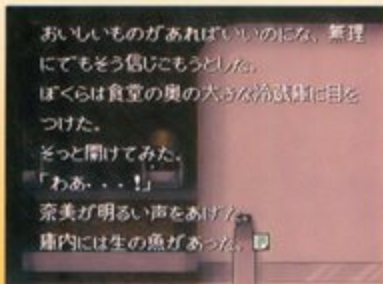 おいしいものがあればいいのにな、無理
にでもそう信じこもうとした。
ぼくらは食堂の奥の大きな冷蔵庫に目を
つけた。
そっと開けてみた。
「わあ・・・！」
奈美が明るい声をあげた。
庫内には生の魚があった。